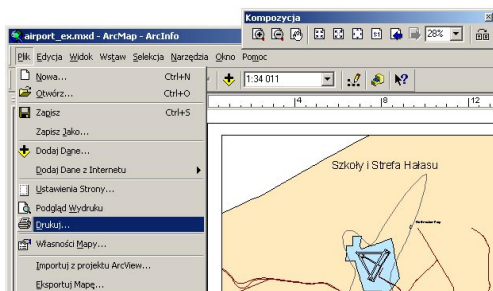 Kompozycja
airport_ex.mxd - ArcMap - ArcInfo
28%
Plik Edycja Widok Wstaw Selekcja Narzędzia Okno Pomoc
Nowa... Ctrl+N
1:34 011
Otwórz... Ctrl+O
Zapisz Ctrl+S
4 8 12
Zapisz Jako...
Dodaj Dane...
Dodaj Dane z Internetu
Szkoły i Strefa Hałasu
Ustawienia Strony...
Podgląd Wydruku
Drukuj...
Własności Mapy...
Importuj z projektu ArcView...
Eksportuj Mapę...